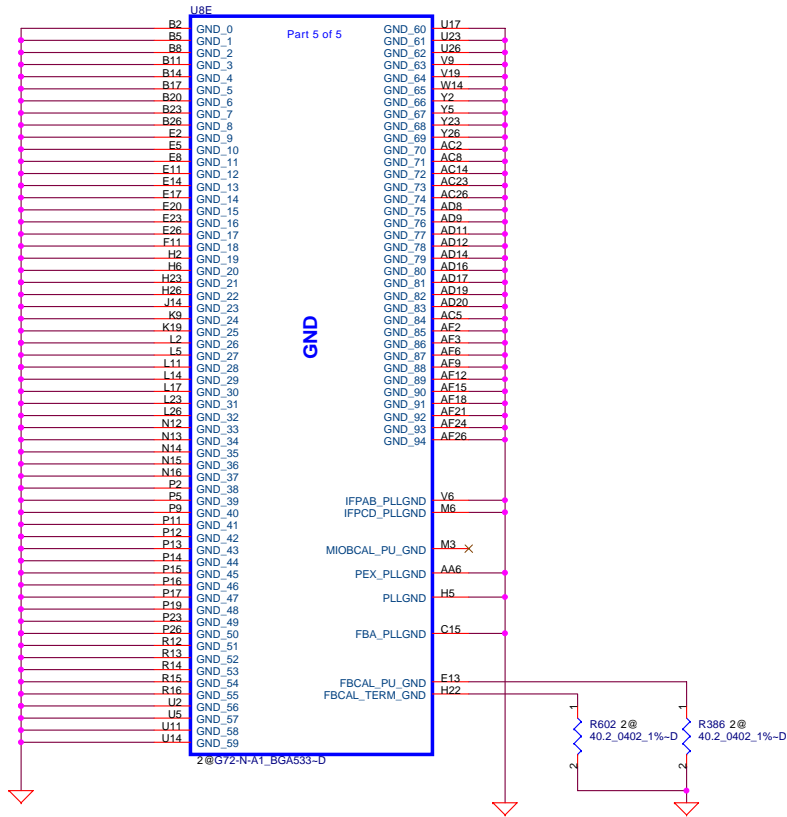 U8E
Part 5 of 5
B2 GND_0
B5 GND_1
B8 GND_2
B11 GND_3
B14 GND_4
B17 GND_5
B20 GND_6
B23 GND_7
B26 GND_8
E2 GND_9
E5 GND_10
E8 GND_11
E11 GND_12
E14 GND_13
E17 GND_14
E20 GND_15
E23 GND_16
E26 GND_17
F11 GND_18
H2 GND_19
H6 GND_20
H23 GND_21
H26 GND_22
J14 GND_23
K9 GND_24
K19 GND_25
L2 GND_26
L5 GND_27
L11 GND_28
L14 GND_29
L17 GND_30
L23 GND_31
L26 GND_32
N12 GND_33
N13 GND_34
N14 GND_35
N15 GND_36
N16 GND_37
P2 GND_38
P5 GND_39
P9 GND_40
P11 GND_41
P12 GND_42
P13 GND_43
P14 GND_44
P15 GND_45
P16 GND_46
P17 GND_47
P19 GND_48
P23 GND_49
P26 GND_50
R12 GND_51
R13 GND_52
R14 GND_53
R15 GND_54
R16 GND_55
U2 GND_56
U5 GND_57
U11 GND_58
U14 GND_59
GND
GND_60 U17
GND_61 U23
GND_62 U26
GND_63 V9
GND_64 V19
GND_65 W14
GND_66 Y2
GND_67 Y5
GND_68 Y23
GND_69 Y26
GND_70 AC2
GND_71 AC8
GND_72 AC14
GND_73 AC23
GND_74 AC26
GND_75 AD8
GND_76 AD9
GND_77 AD11
GND_78 AD12
GND_79 AD14
GND_80 AD16
GND_81 AD17
GND_82 AD19
GND_83 AD20
GND_84 AC5
GND_85 AF2
GND_86 AF3
GND_87 AF6
GND_88 AF9
GND_89 AF12
GND_90 AF15
GND_91 AF18
GND_92 AF21
GND_93 AF24
GND_94 AF26
IFPAB_PLLGND V6
IFPCD_PLLGND M6
MIOBCAL_PU_GND M3
PEX_PLLGND AA6
PLLGND H5
FBA_PLLGND C15
FBCAL_PU_GND E13
FBCAL_TERM_GND H22
2@G72-N-A1_BGA533~D
1
R602 2@
40.2_0402_1%~D
2
1
R386 2@
40.2_0402_1%~D
2